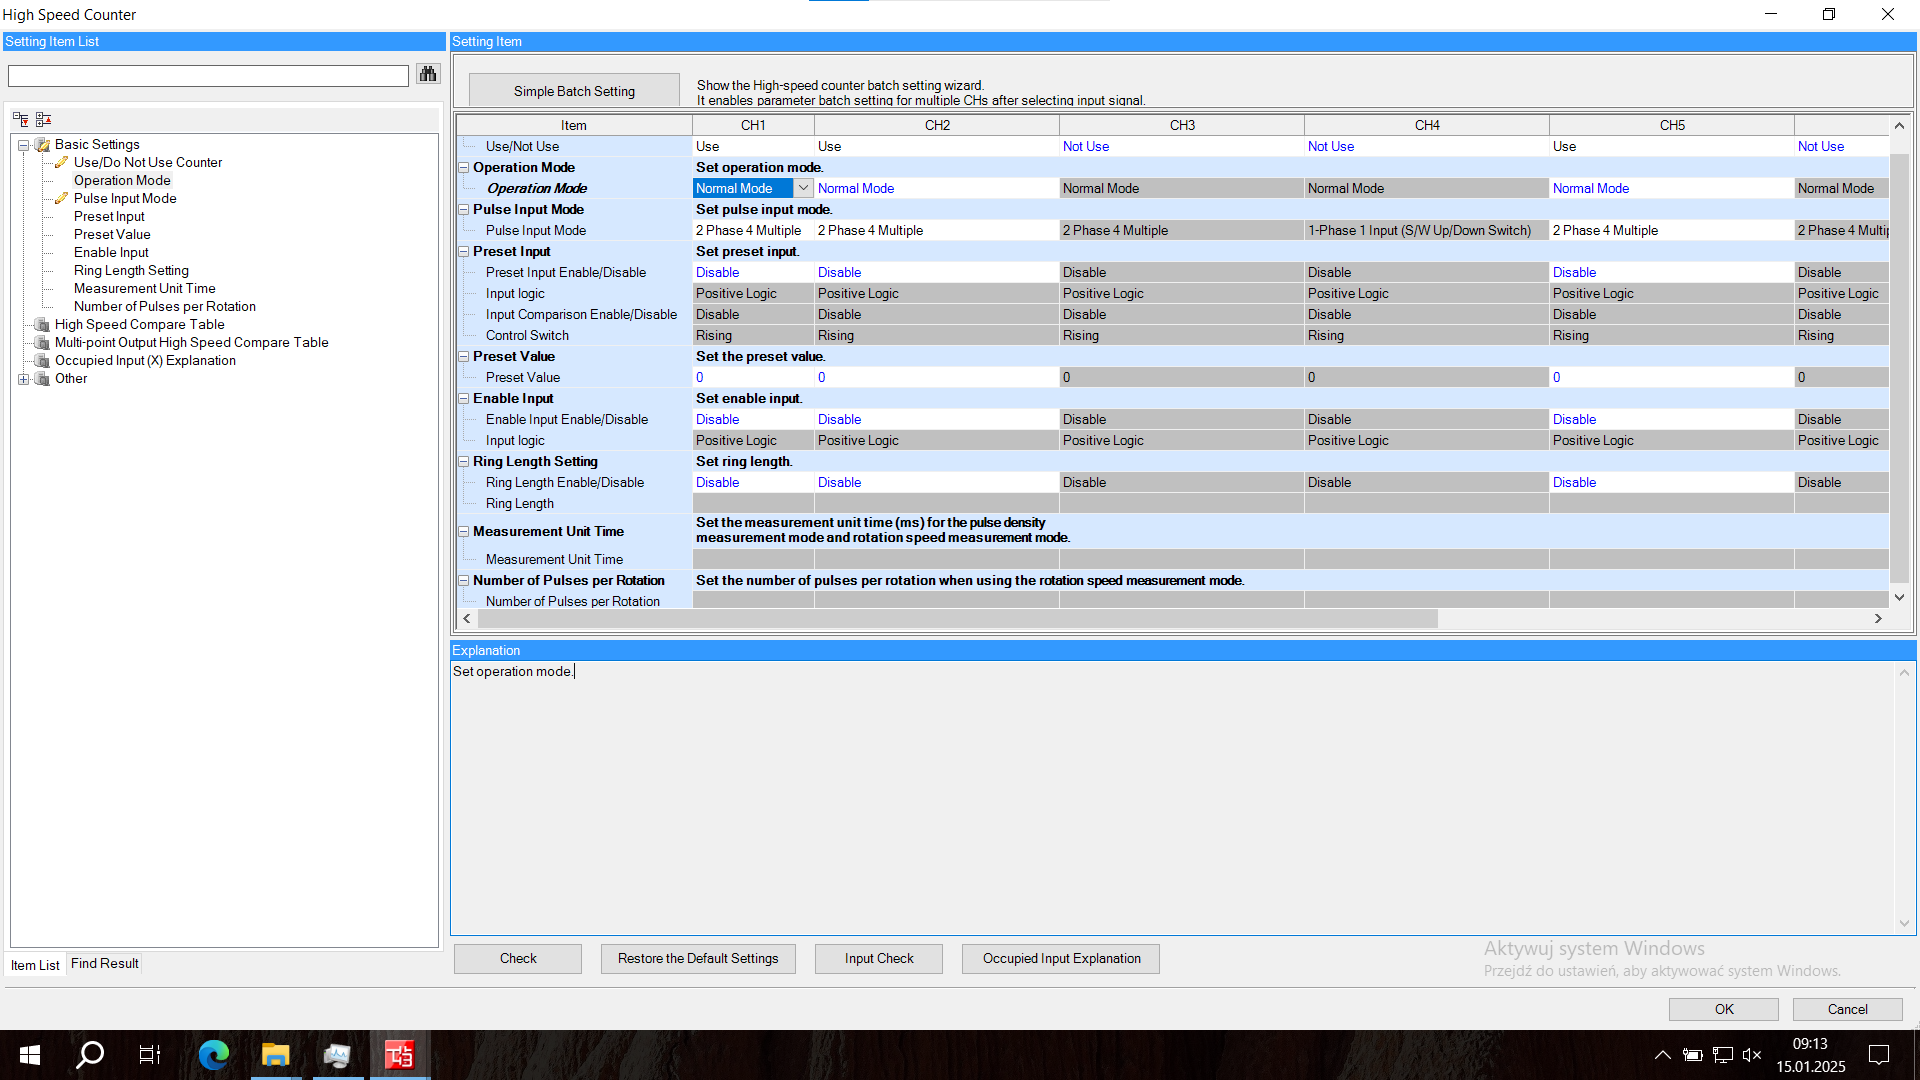 High Speed Counter
Setting Item List
Basic Settings
Use/Do Not Use Counter
Operation Mode
Pulse Input Mode
Preset Input
Preset Value
Enable Input
Ring Length Setting
Measurement Unit Time
Number of Pulses per Rotation
High Speed Compare Table
Multi-point Output High Speed Compare Table
Occupied Input (X) Explanation
Other
Item List Find Result
Setting Item
Simple Batch Setting
Show the High-speed counter batch setting wizard.
It enables parameter batch setting for multiple CHs after selecting input signal.
Item CH1 CH2 CH3 CH4 CH5
Use/Not Use Use Use Not Use Not Use Use Not Use
Operation Mode Set operation mode.
Operation Mode Normal Mode Normal Mode Normal Mode Normal Mode Normal Mode Normal Mode
Pulse Input Mode Set pulse input mode.
Pulse Input Mode 2 Phase 4 Multiple 2 Phase 4 Multiple 2 Phase 4 Multiple 1-Phase 1 Input (S/W Up/Down Switch) 2 Phase 4 Multiple 2 Phase 4 Multip
Preset Input Set preset input.
Preset Input Enable/Disable Disable Disable Disable Disable Disable Disable
Input logic Positive Logic Positive Logic Positive Logic Positive Logic Positive Logic Positive Logic
Input Comparison Enable/Disable Disable Disable Disable Disable Disable Disable
Control Switch Rising Rising Rising Rising Rising Rising
Preset Value Set the preset value.
Preset Value 0 0 0 0 0 0
Enable Input Set enable input.
Enable Input Enable/Disable Disable Disable Disable Disable Disable Disable
Input logic Positive Logic Positive Logic Positive Logic Positive Logic Positive Logic Positive Logic
Ring Length Setting Set ring length.
Ring Length Enable/Disable Disable Disable Disable Disable Disable Disable
Ring Length
Measurement Unit Time Set the measurement unit time (ms) for the pulse density
measurement mode and rotation speed measurement mode.
Measurement Unit Time
Number of Pulses per Rotation Set the number of pulses per rotation when using the rotation speed measurement mode.
Number of Pulses per Rotation
Explanation
Set operation mode.
Check Restore the Default Settings Input Check Occupied Input Explanation
Aktywuj system Windows
Przejdź do ustawień, aby aktywować system Windows.
OK Cancel
09:13
15.01.2025